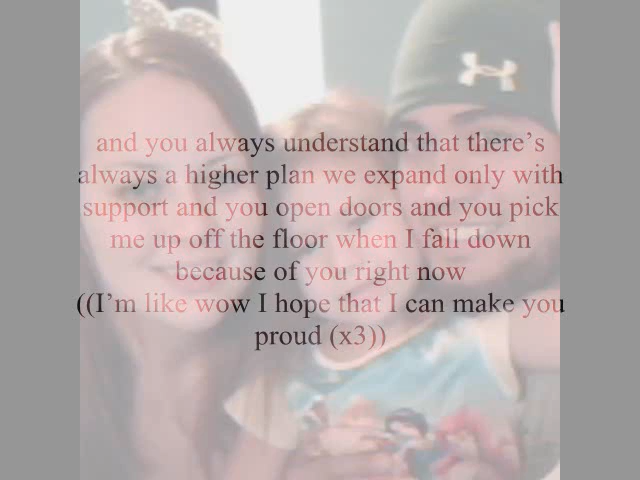 and you always understand that there’s
always a higher plan we expand only with
support and you open doors and you pick
me up off the floor when I fall down
because of you right now
((I’m like wow I hope that I can make you
proud (x3))